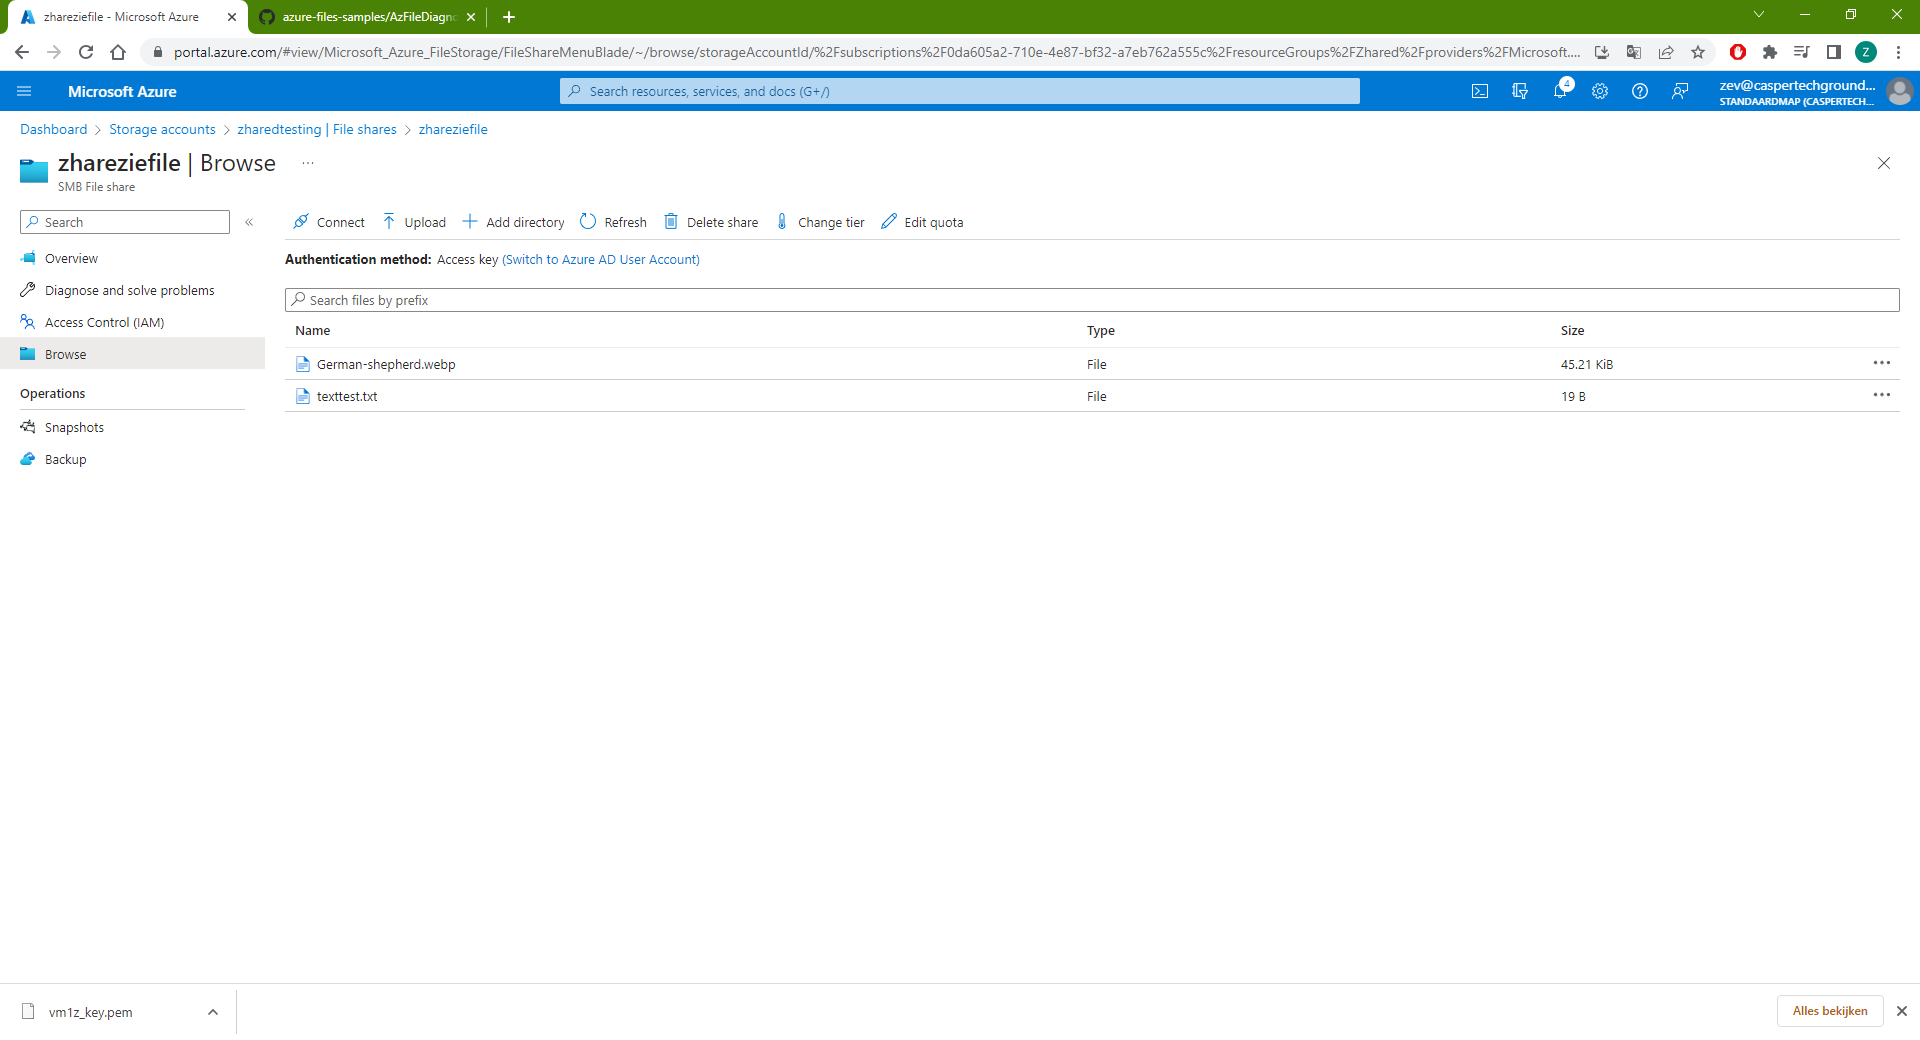 zhareziefile - Microsoft Azure
azure-files-samples/AzFileDiagno
portal.azure.com/#view/Microsoft_Azure_FileStorage/FileShareMenuBlade/~/browse/storageAccountId/%2Fsubscriptions%2F0da605a2-710e-4e87-bf32-a7eb762a555c%2FresourceGroups%2FZhared%2Fproviders%2FMicrosoft....
Z
Microsoft Azure
Search resources, services, and docs (G+/)
4
zev@caspertechground...
STANDAARDMAP (CASPERTECH...
Dashboard > Storage accounts > zharedtesting | File shares > zhareziefile
zhareziefile | Browse ...
SMB File share
Search
«
Connect
Upload
Add directory
Refresh
Delete share
Change tier
Edit quota
Overview
Diagnose and solve problems
Access Control (IAM)
Browse
Operations
Snapshots
Backup
Authentication method: Access key (Switch to Azure AD User Account)
Search files by prefix
Name Type Size
German-shepherd.webp File 45.21 KiB
texttest.txt File 19 B
vm1z_key.pem
Alles bekijken